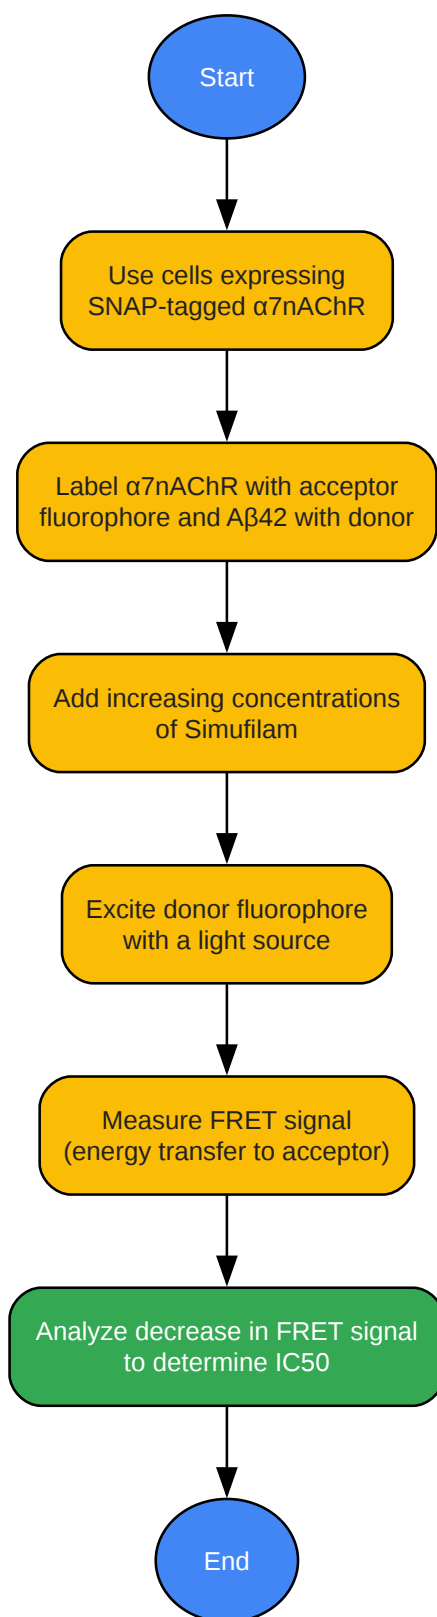 Start
Use cells expressing
SNAP-tagged α7nAChR
Label α7nAChR with acceptor
fluorophore and Aβ42 with donor
Add increasing concentrations
of Simufilam
Excite donor fluorophore
with a light source
Measure FRET signal
(energy transfer to acceptor)
Analyze decrease in FRET signal
to determine IC50
End